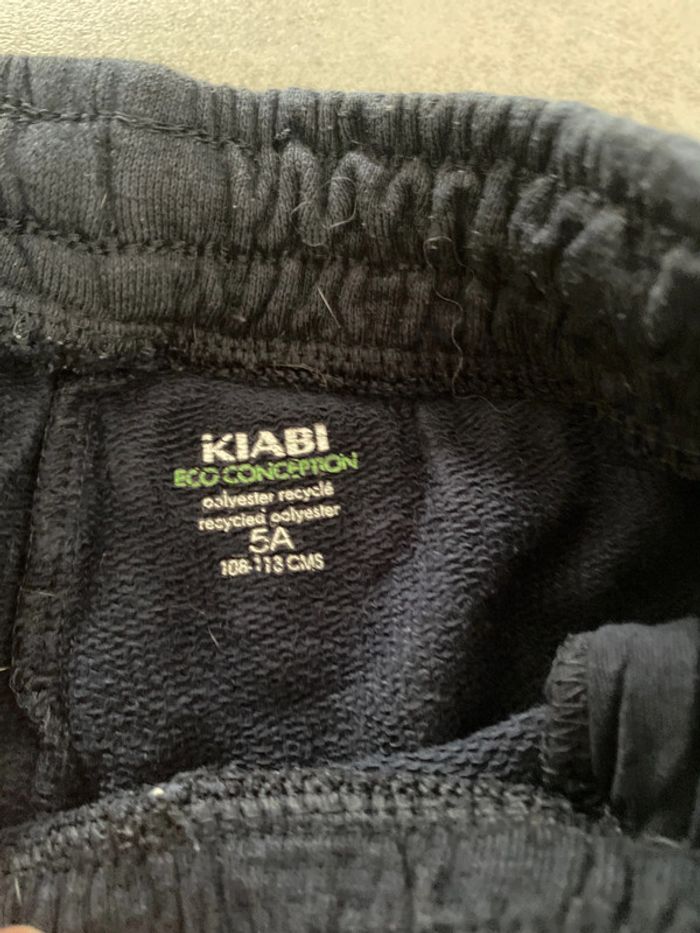 KIABI
ECO CONCEPTION
polyester recyclé
recycled polyester
5A
108-113 CMS